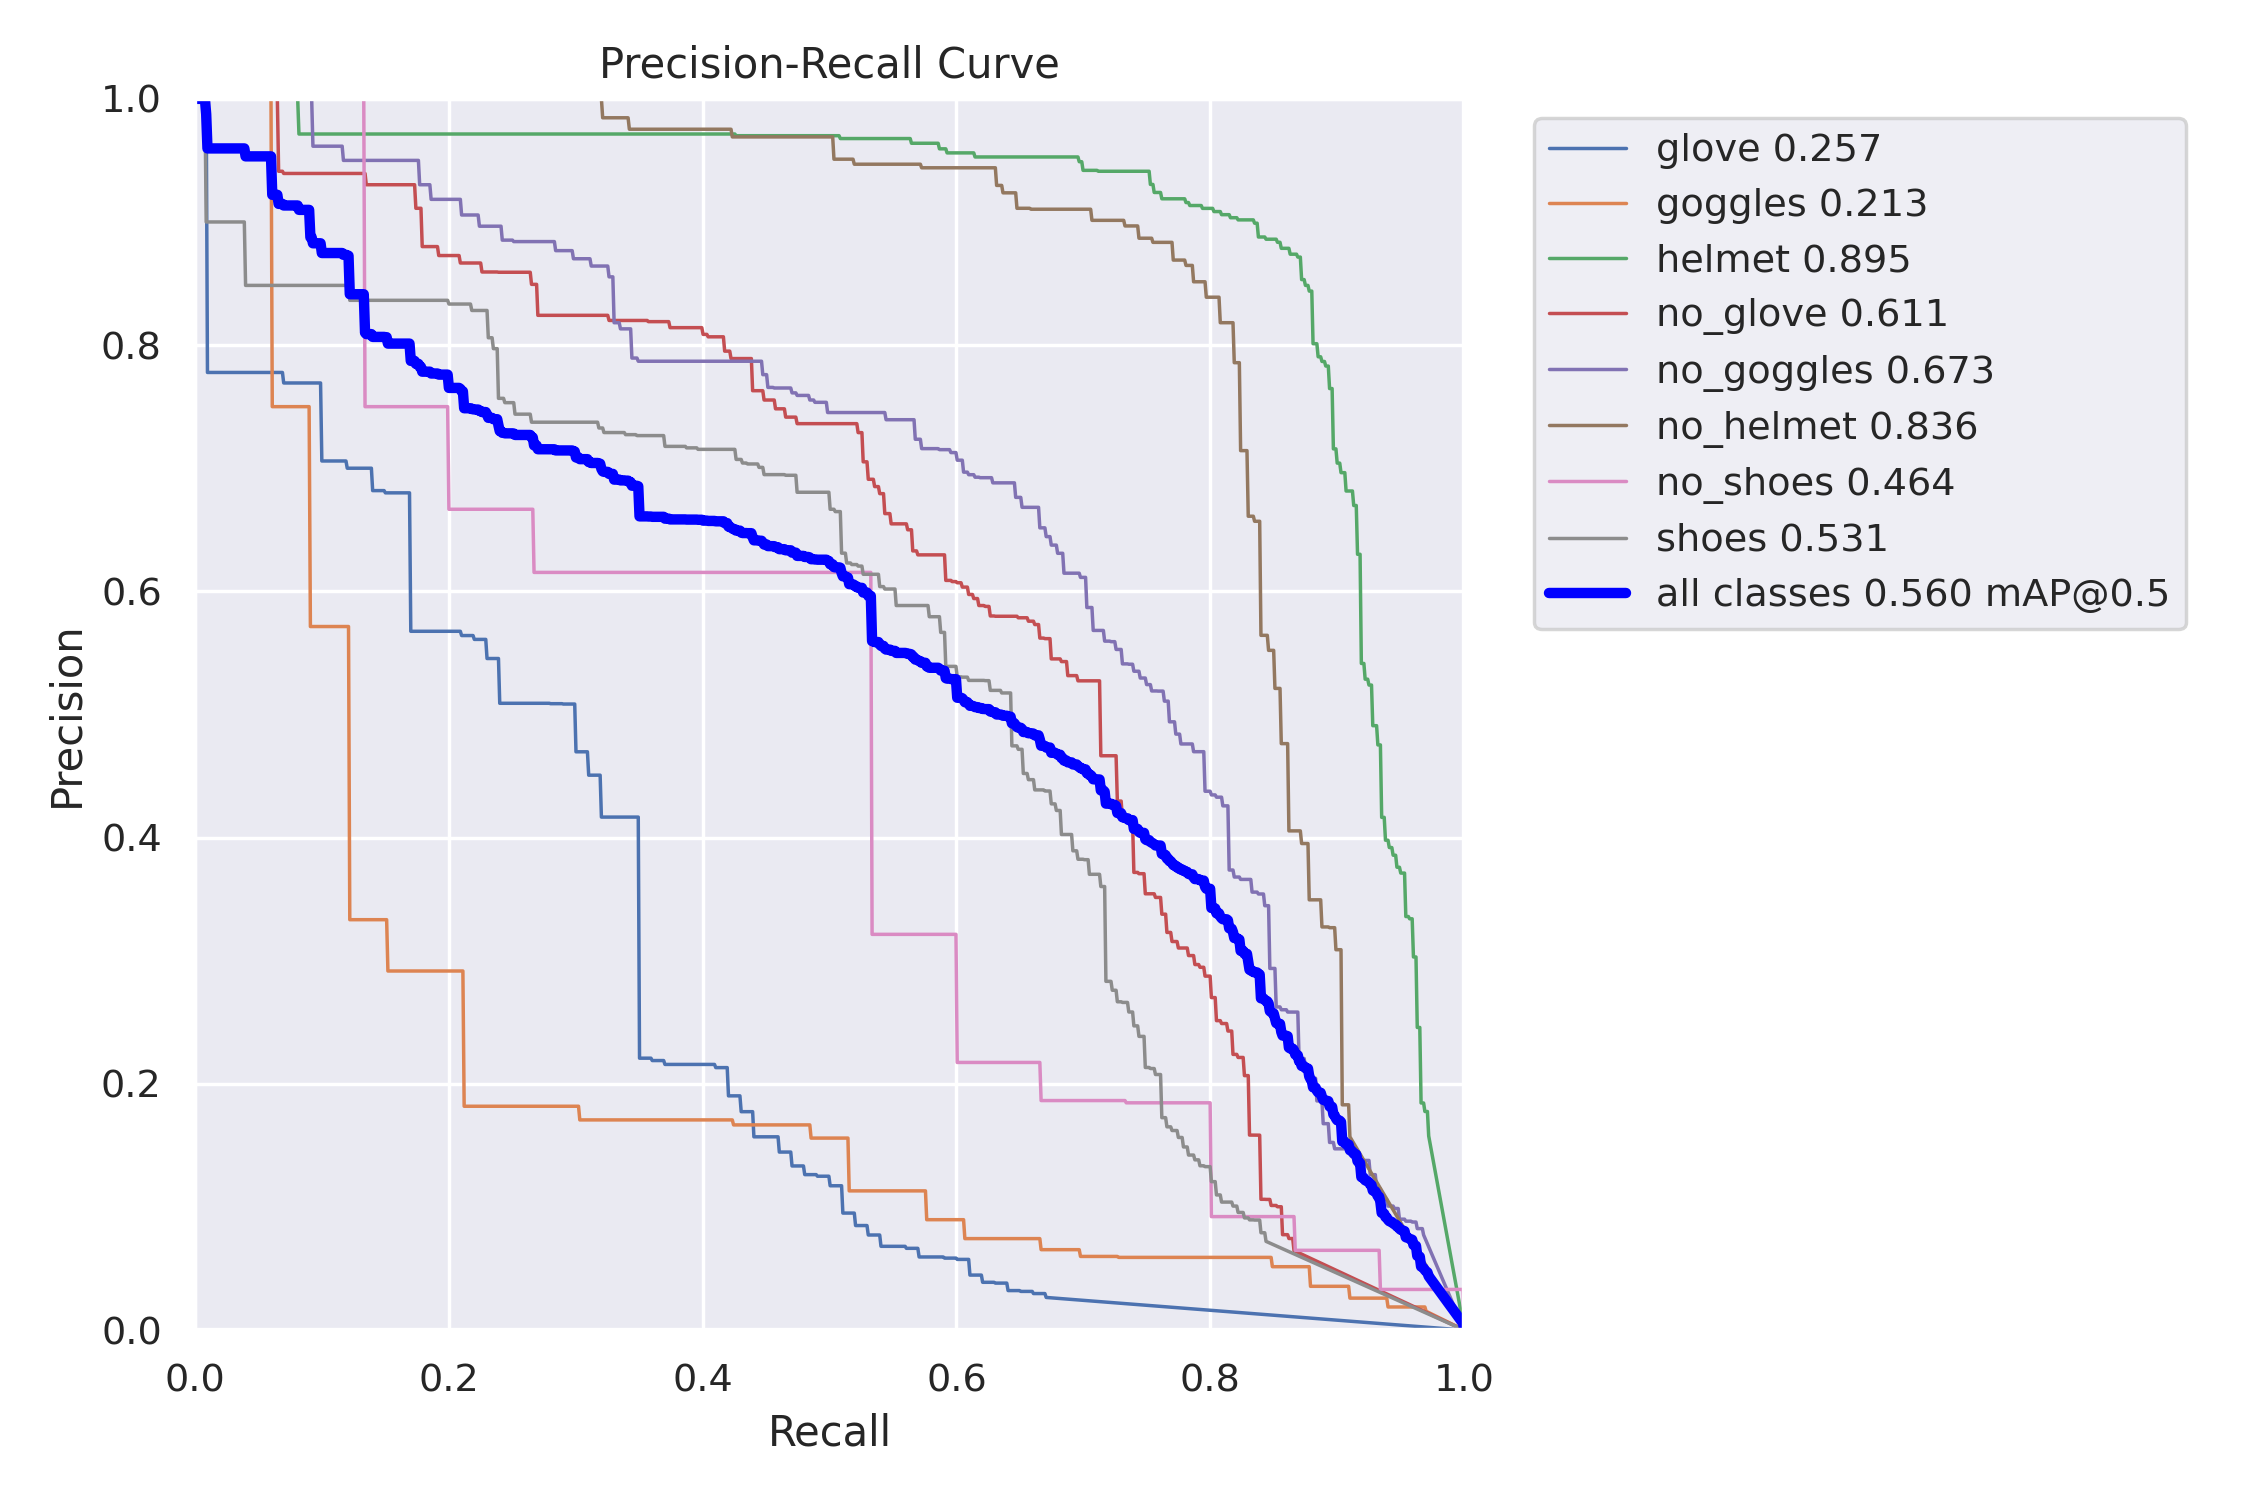 Precision-Recall Curve
1.0
0.8
0.6
0.4
0.2
0.0
Precision
0.0 0.2 0.4 0.6 0.8 1.0
Recall
glove 0.257
goggles 0.213
helmet 0.895
no_glove 0.611
no_goggles 0.673
no_helmet 0.836
no_shoes 0.464
shoes 0.531
all classes 0.560 mAP@0.5